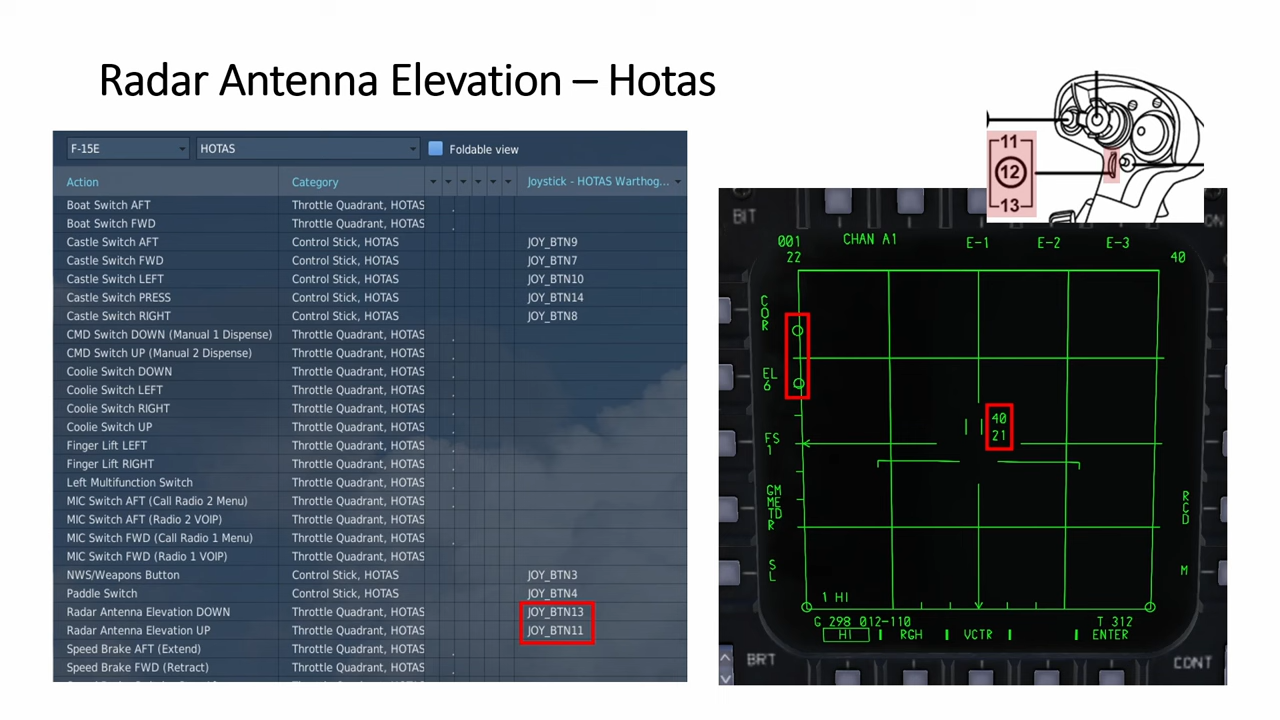 Radar Antenna Elevation – Hotas
F-15E HOTAS Foldable view
Action Category Joystick - HOTAS Warthog...
Boat Switch AFT Throttle Quadrant, HOTAS
Boat Switch FWD Throttle Quadrant, HOTAS
Castle Switch AFT Control Stick, HOTAS JOY_BTN9
Castle Switch FWD Control Stick, HOTAS JOY_BTN7
Castle Switch LEFT Control Stick, HOTAS JOY_BTN10
Castle Switch PRESS Control Stick, HOTAS JOY_BTN14
Castle Switch RIGHT Control Stick, HOTAS JOY_BTN8
CMD Switch DOWN (Manual 1 Dispense) Throttle Quadrant, HOTAS
CMD Switch UP (Manual 2 Dispense) Throttle Quadrant, HOTAS
Coolie Switch DOWN Throttle Quadrant, HOTAS
Coolie Switch LEFT Throttle Quadrant, HOTAS
Coolie Switch RIGHT Throttle Quadrant, HOTAS
Coolie Switch UP Throttle Quadrant, HOTAS
Finger Lift LEFT Throttle Quadrant, HOTAS
Finger Lift RIGHT Throttle Quadrant, HOTAS
Left Multifunction Switch Throttle Quadrant, HOTAS
MIC Switch AFT (Call Radio 2 Menu) Throttle Quadrant, HOTAS
MIC Switch AFT (Radio 2 VOIP) Throttle Quadrant, HOTAS
MIC Switch FWD (Call Radio 1 Menu) Throttle Quadrant, HOTAS
MIC Switch FWD (Radio 1 VOIP) Throttle Quadrant, HOTAS
NWS/Weapons Button Control Stick, HOTAS JOY_BTN3
Paddle Switch Control Stick, HOTAS JOY_BTN4
Radar Antenna Elevation DOWN Throttle Quadrant, HOTAS JOY_BTN13
Radar Antenna Elevation UP Throttle Quadrant, HOTAS JOY_BTN11
Speed Brake AFT (Extend) Throttle Quadrant, HOTAS
Speed Brake FWD (Retract) Throttle Quadrant, HOTAS
11
12
13
BIT
001 CHAN A1 E-1 E-2 E-3
22 40
COR
EL
6
40
21
FS
1
GM
ME
TD
R
RCD
SL
M
1 HI
G 298 012-110 T 312
HI RGH VCTR ENTER
BRT CONT